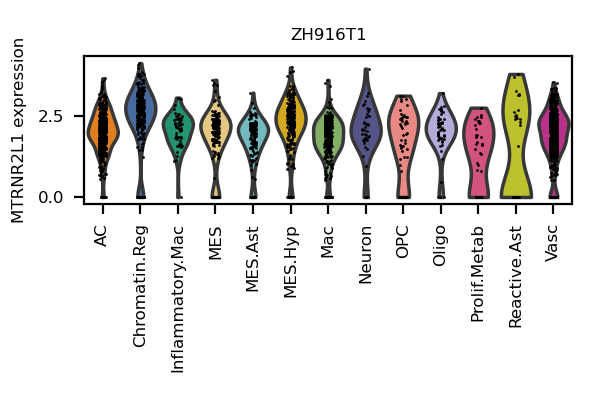 ZH916T1
MTRNR2L1 expression
2.5
0.0
AC
Chromatin.Reg
Inflammatory.Mac
MES
MES.Ast
MES.Hyp
Mac
Neuron
OPC
Oligo
Prolif.Metab
Reactive.Ast
Vasc